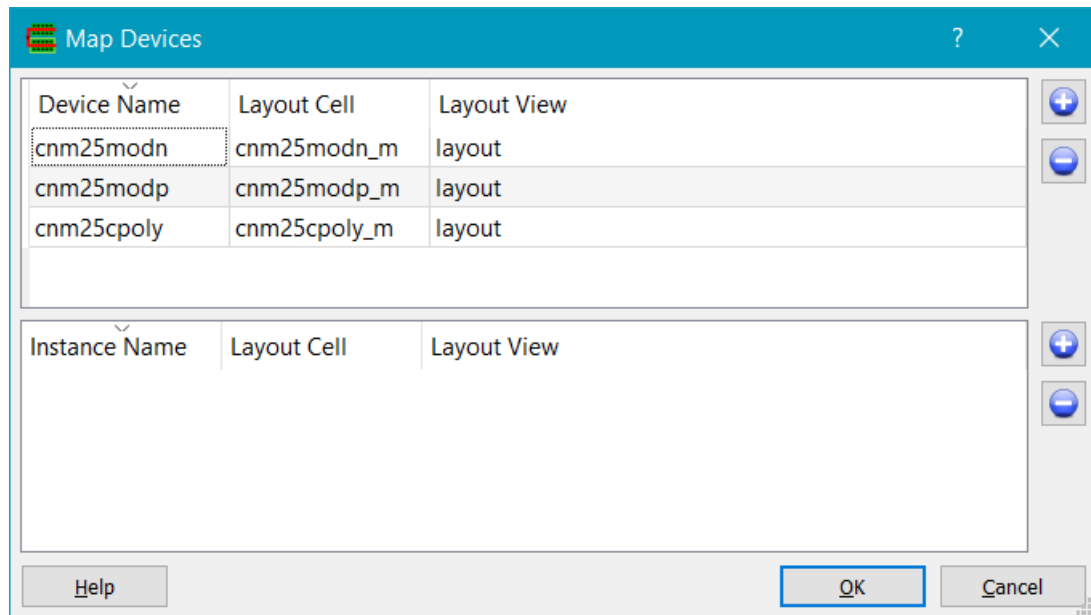 Map Devices ?
Device Name Layout Cell Layout View
cnm25modn cnm25modn_m layout
cnm25modp cnm25modp_m layout
cnm25cpoly cnm25cpoly_m layout
Instance Name Layout Cell Layout View
Help OK Cancel